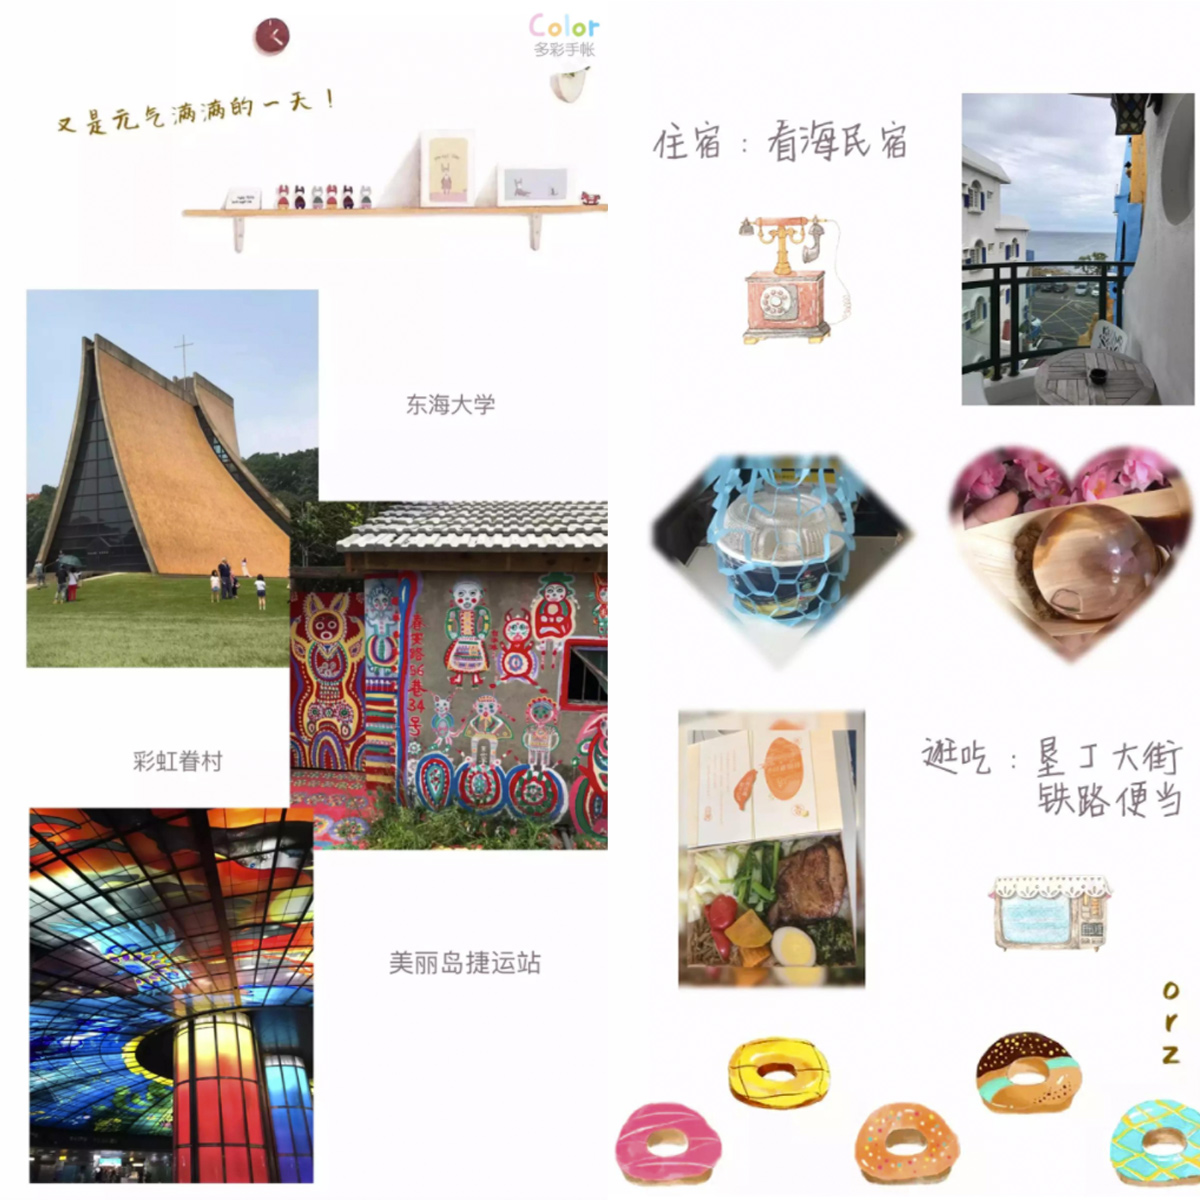 Color
多彩手帐
又是元气满满的一天！
东海大学
春安路56巷34号
彩虹眷村
美丽岛捷运站
住宿：看海民宿
逛吃：垦丁大街
铁路便当
orz